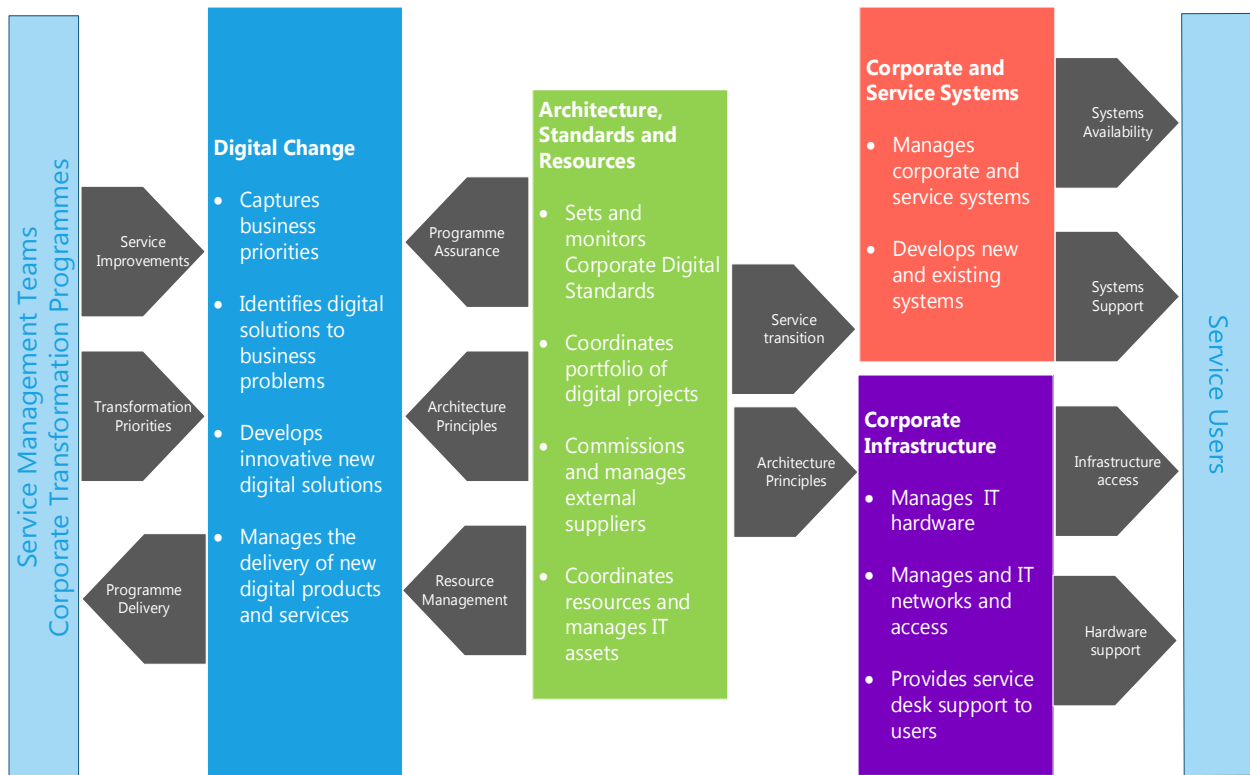 Service Management Teams
Corporate Transformation Programmes
Service
Improvements
Transformation
Priorities
Programme
Delivery
Digital Change
• Captures
business
priorities
• Identifies digital
solutions to
business
problems
• Develops
innovative new
digital solutions
• Manages the
delivery of new
digital products
and services
Programme
Assurance
Architecture
Principles
Resource
Management
Architecture,
Standards and
Resources
• Sets and
monitors
Corporate Digital
Standards
• Coordinates
portfolio of
digital projects
• Commissions
and manages
external
suppliers
• Coordinates
resources and
manages IT
assets
Service
transition
Architecture
Principles
Corporate and
Service Systems
• Manages
corporate and
service systems
• Develops new
and existing
systems
Corporate
Infrastructure
• Manages IT
hardware
• Manages and IT
networks and
access
• Provides service
desk support to
users
Systems
Availability
Systems
Support
Infrastructure
access
Hardware
support
Service Users